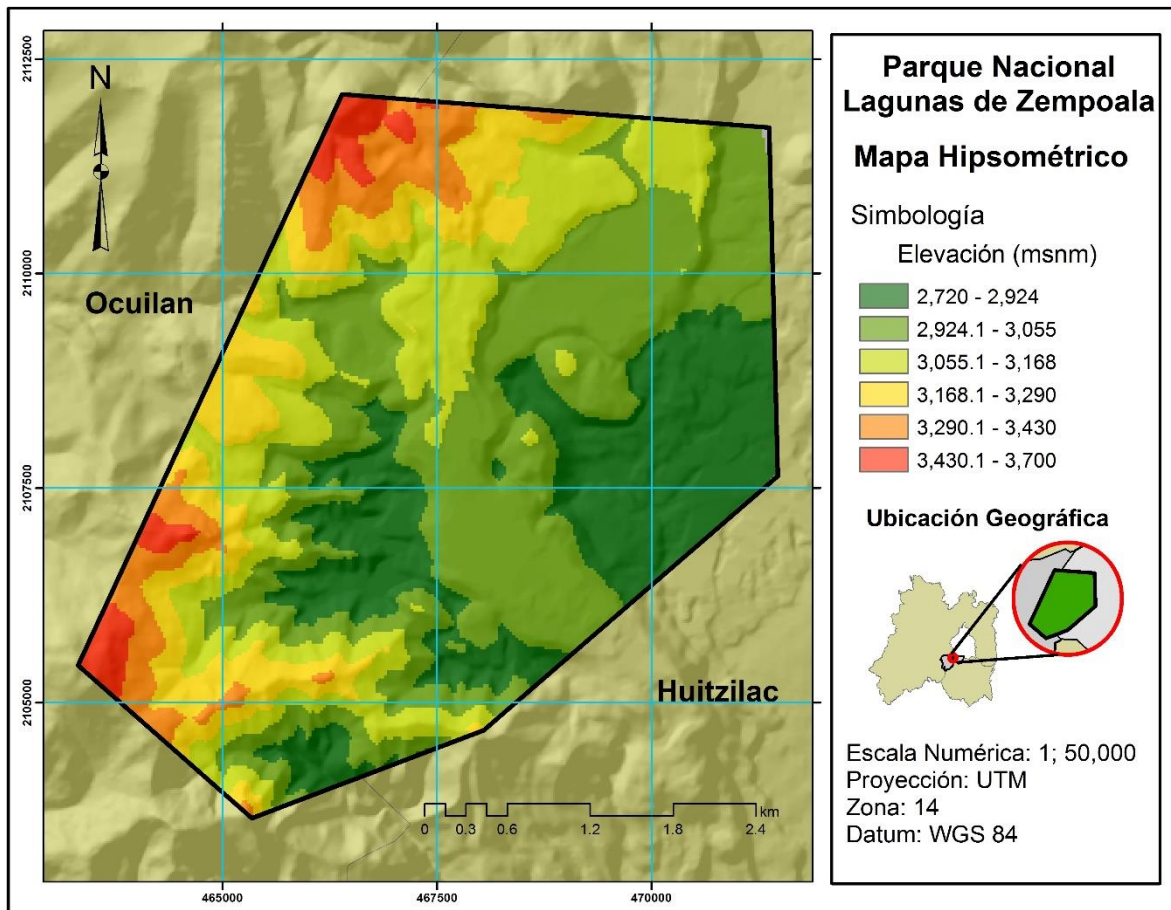 2112500
2110000
2107500
2105000
465000
467500
470000
N
Ocuilan
Huitzilac
km
0 0.3 0.6 1.2 1.8 2.4
Parque Nacional
Lagunas de Zempoala
Mapa Hipsométrico
Simbología
Elevación (msnm)
2,720 - 2,924
2,924.1 - 3,055
3,055.1 - 3,168
3,168.1 - 3,290
3,290.1 - 3,430
3,430.1 - 3,700
Ubicación Geográfica
Escala Numérica: 1; 50,000
Proyección: UTM
Zona: 14
Datum: WGS 84